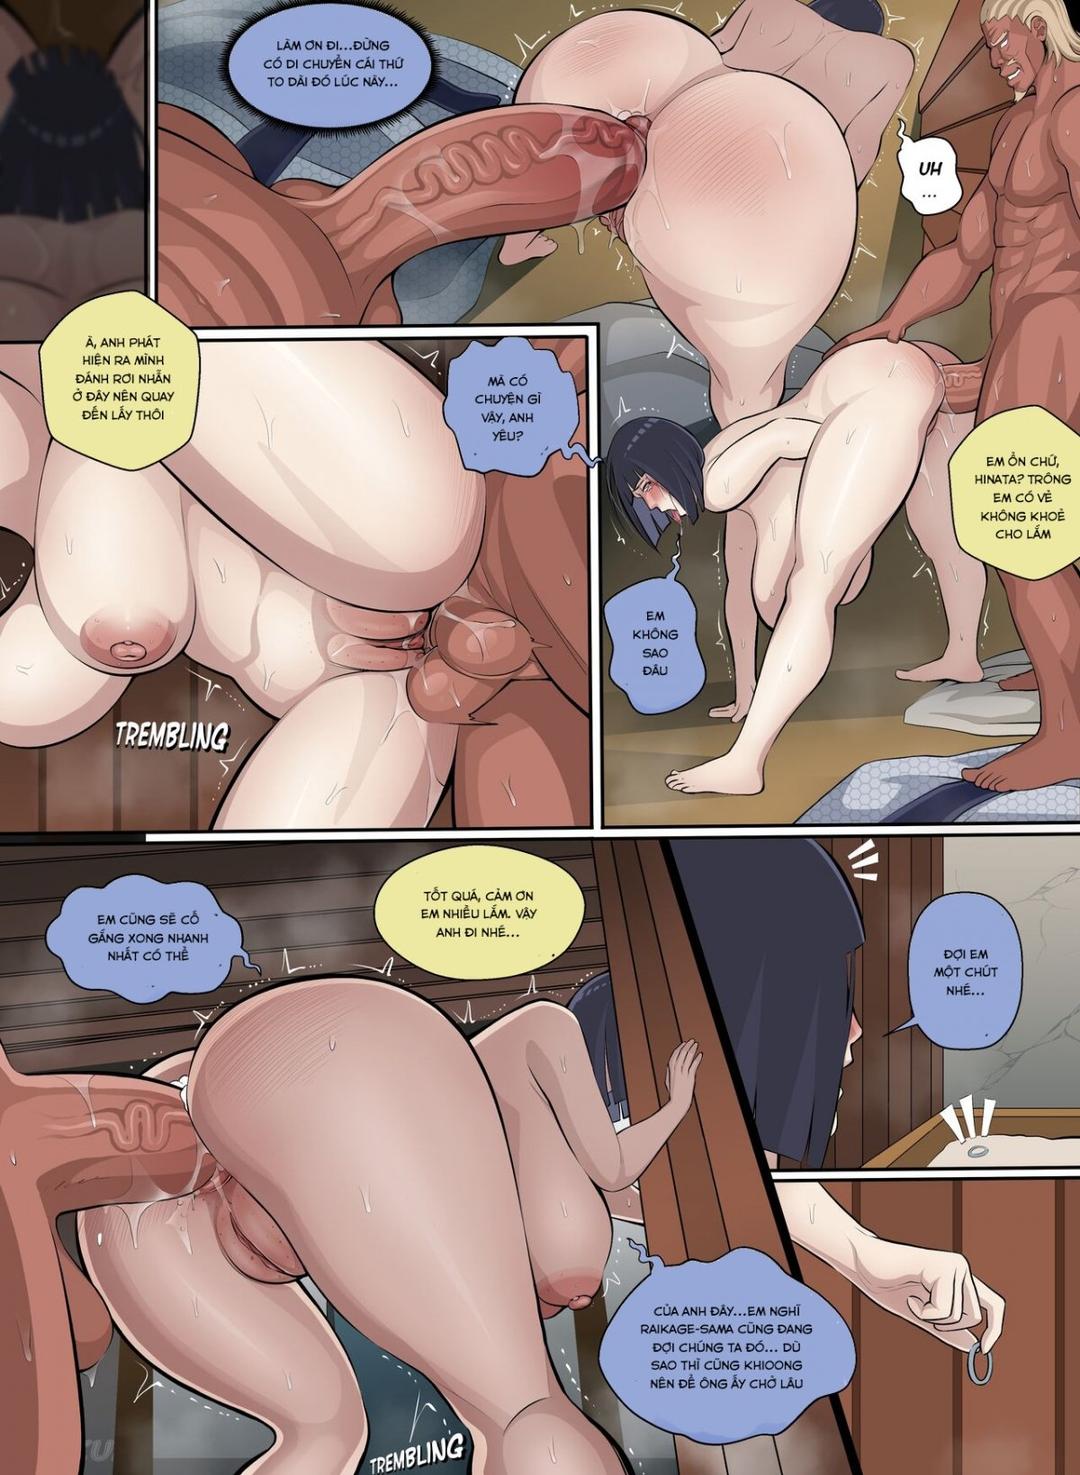 LÀM ƠN ĐI...ĐỪNG
CÓ DI CHUYỂN CÁI THỨ
TO DÀI ĐÓ LÚC NÀY...
UH
...
À, ANH PHÁT
HIỆN RA MÌNH
ĐÁNH RƠI NHẪN
Ở ĐÂY NÊN QUAY
ĐẾN LẤY THÔI
MÀ CÓ
CHUYỆN GÌ
VẬY, ANH
YÊU?
EM ỔN CHỨ,
HINATA? TRÔNG
EM CÓ VẺ
KHÔNG KHOẺ
CHO LẮM
EM
KHÔNG
SAO
ĐÂU
TREMBLING
EM CŨNG SẼ CỐ
GẮNG XONG NHANH
NHẤT CÓ THỂ
TỐT QUÁ, CẢM ƠN
EM NHIỀU LẮM. VẬY
ANH ĐI NHÉ...
ĐỢI EM
MỘT CHÚT
NHÉ...
CỦA ANH ĐÂY...EM NGHĨ
RAIKAGE-SAMA CŨNG ĐANG
ĐỢI CHÚNG TA ĐÓ... DÙ
SAO THÌ CŨNG KHIOONG
NÊN ĐỂ ÔNG ẤY CHỜ LÂU
TREMBLING